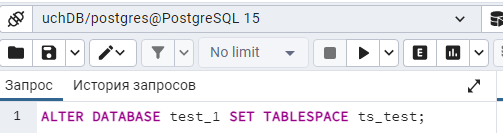 uchDB/postgres@PostgreSQL 15
No limit
E
Запрос История запросов
1 ALTER DATABASE test_1 SET TABLESPACE ts_test;